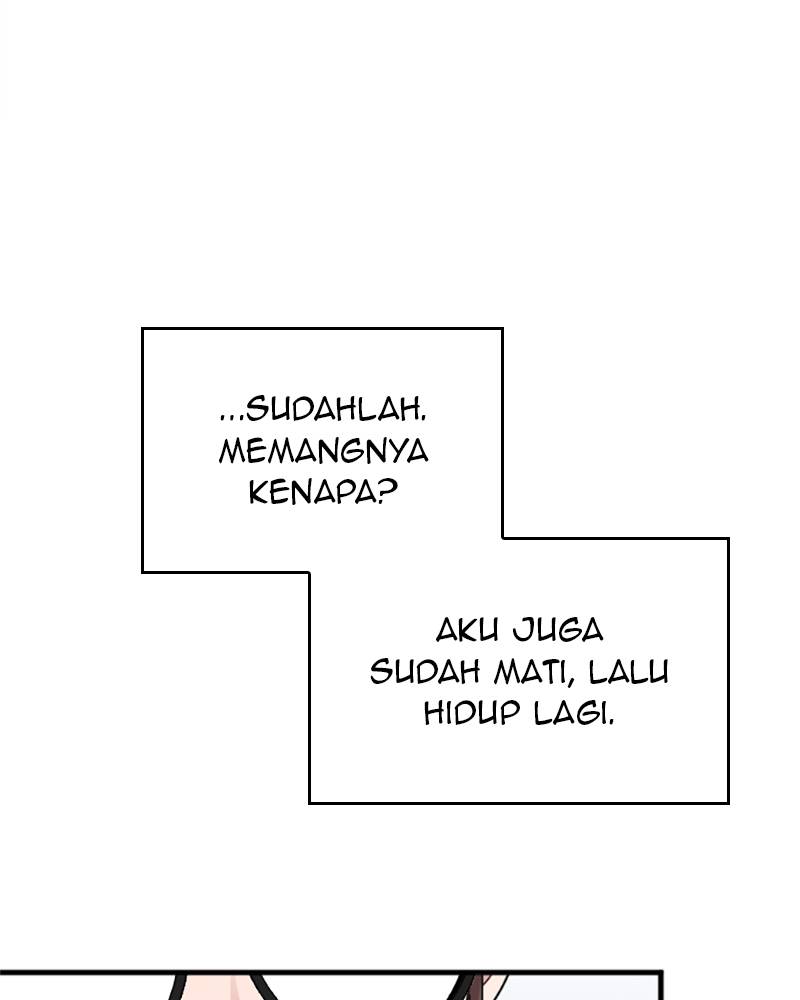 ...SUDAHLAH.
MEMANGNYA
KENAPA?
AKU JUGA
SUDAH MATI, LALU
HIDUP LAGI.